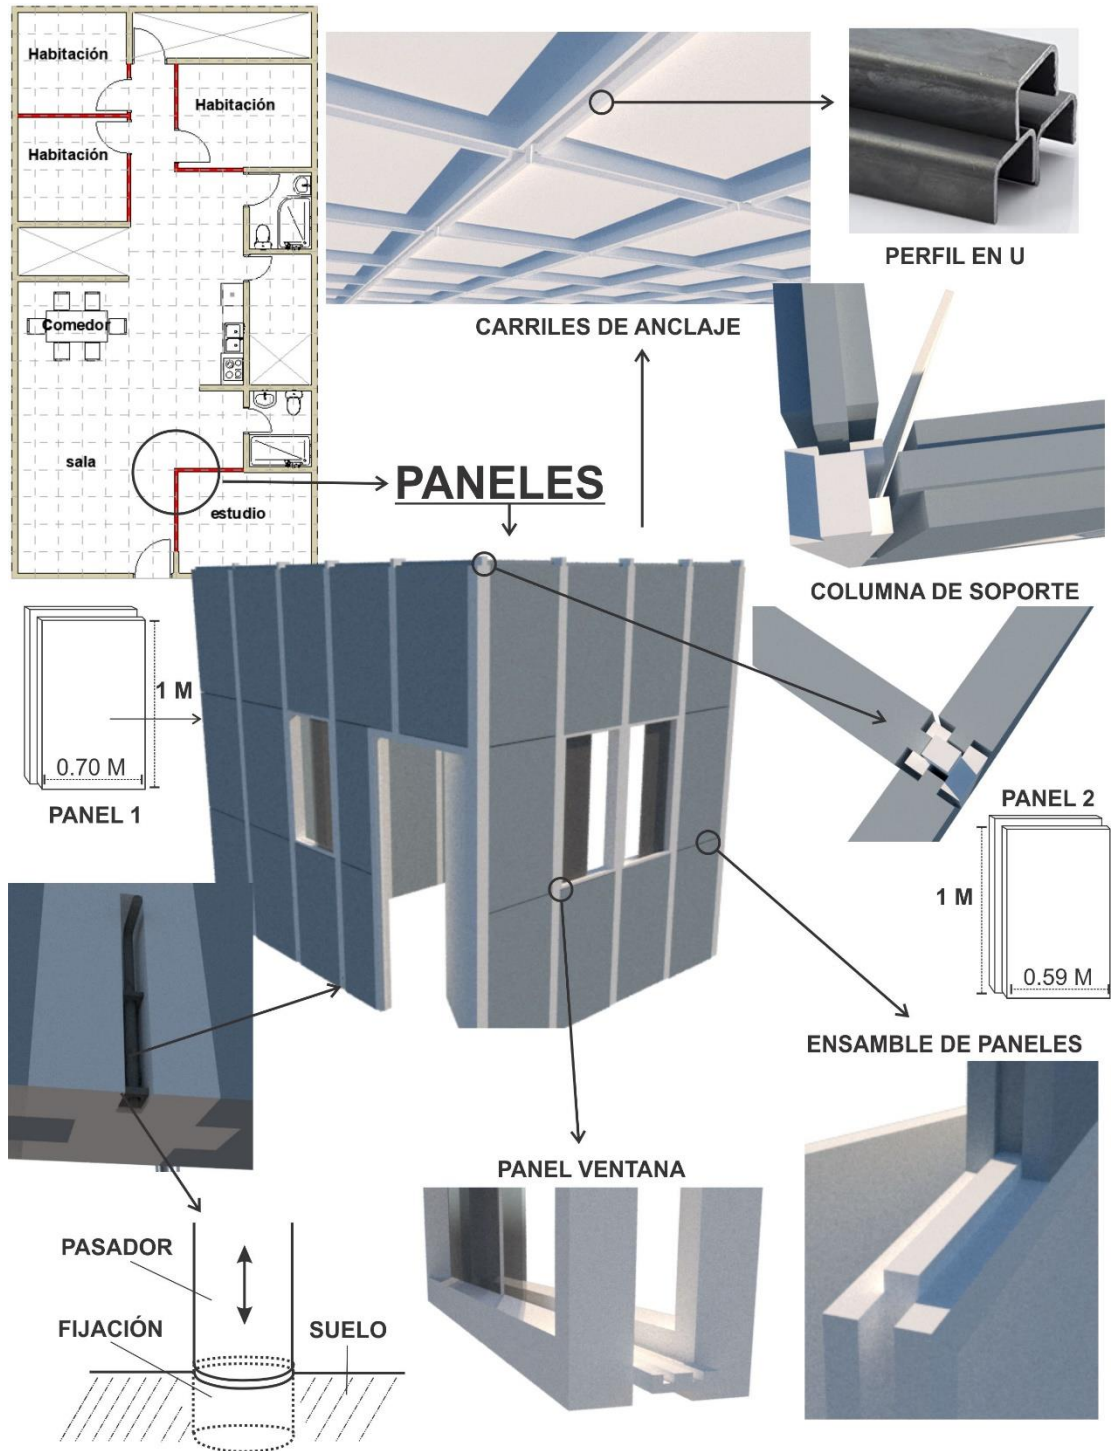 Habitación
Habitación
Habitación
Comedor
sala
estudio
PERFIL EN U
CARRILES DE ANCLAJE
PANELES
COLUMNA DE SOPORTE
1 M
0.70 M
PANEL 1
PANEL 2
1 M
0.59 M
ENSAMBLE DE PANELES
PANEL VENTANA
PASADOR
FIJACIÓN
SUELO